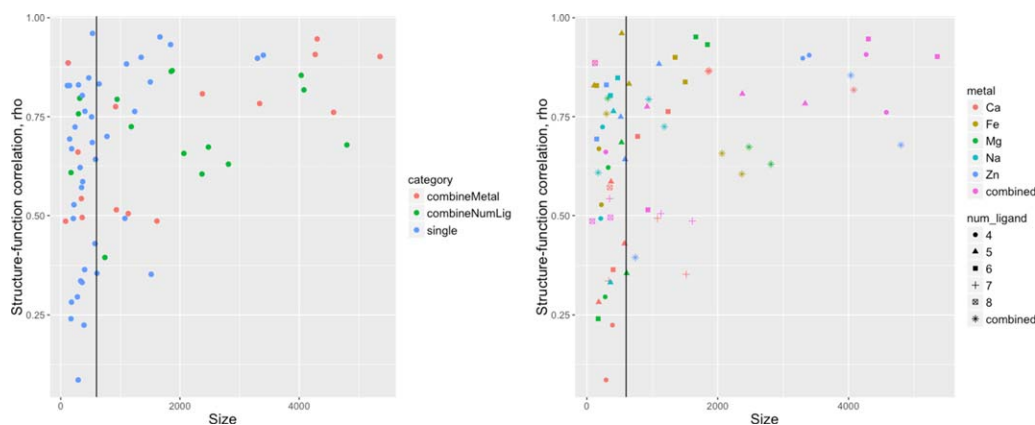 1.00
0.75
0.50
0.25
Structure-function correlation, rho
0
2000
4000
Size
category
combineMetal
combineNumLig
single
1.00
0.75
0.50
0.25
Structure-function correlation, rho
0
2000
4000
Size
metal
Ca
Fe
Mg
Na
Zn
combined
num_ligand
4
5
6
7
8
combined